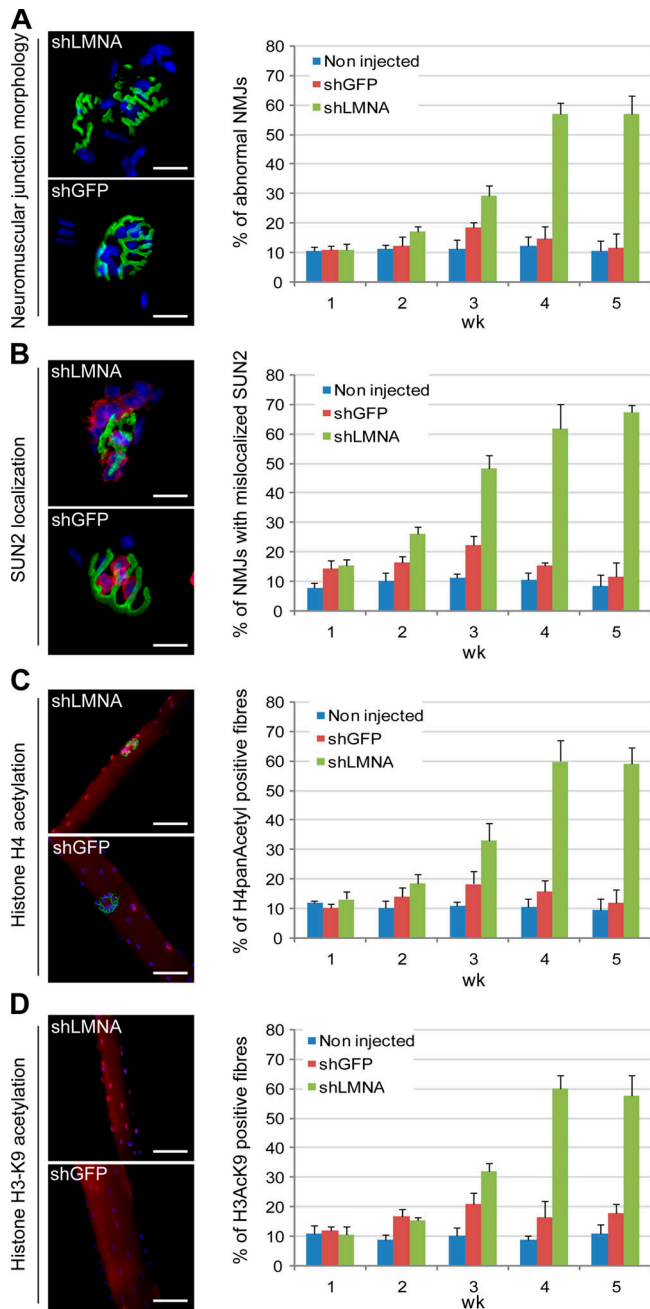 A
Neuromuscular junction morphology
shLMNA
shGFP
% of abnormal NMJs
80
70
60
50
40
30
20
10
0
Non injected
shGFP
shLMNA
1 2 3 4 5
wk
B
SUN2 localization
shLMNA
shGFP
% of NMJs with mislocalized SUN2
80
70
60
50
40
30
20
10
0
Non injected
shGFP
shLMNA
1 2 3 4 5
wk
C
Histone H4 acetylation
shLMNA
shGFP
% of H4panAcetyl positive fibres
80
70
60
50
40
30
20
10
0
Non injected
shGFP
shLMNA
1 2 3 4 5
wk
D
Histone H3-K9 acetylation
shLMNA
shGFP
% of H3AcK9 positive fibres
80
70
60
50
40
30
20
10
0
Non injected
shGFP
shLMNA
1 2 3 4 5
wk